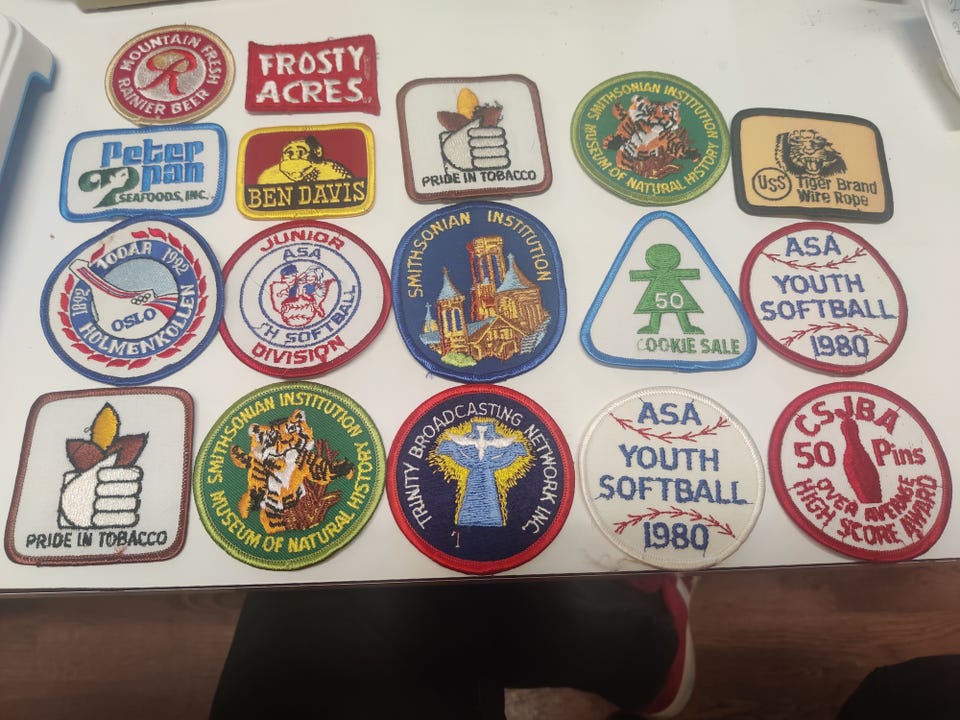 MOUNTAIN FRESH
R
RAINIER BEER
FROSTY
ACRES
PRIDE IN TOBACCO
SMITHSONIAN INSTITUTION
MUSEUM OF NATURAL HISTORY
Peter
pan
SEAFOODS, INC.
BEN DAVIS
USS
Tiger Brand
Wire Rope
100ÅR 1992
1892
OSLO
HOLMENKOLLEN
JUNIOR
ASA
TH SOFTBALL
DIVISION
SMITHSONIAN INSTITUTION
50
COOKIE SALE
ASA
YOUTH
SOFTBALL
1980
PRIDE IN TOBACCO
SMITHSONIAN INSTITUTION
MUSEUM OF NATURAL HISTORY
TRINITY BROADCASTING NETWORK INC.
ASA
YOUTH
SOFTBALL
1980
CSJBA
50 Pins
OVER AVERAGE
HIGH SCORE AWARD